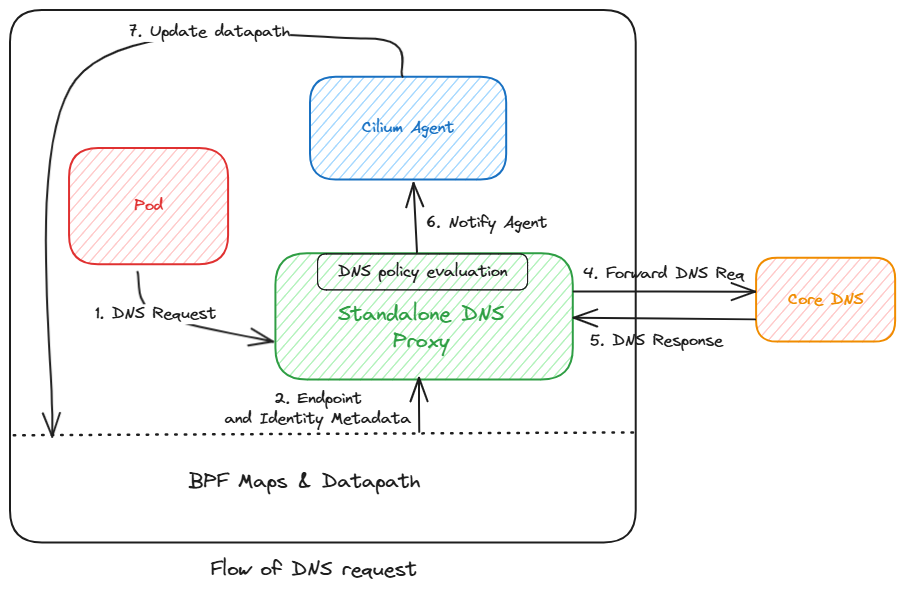 7. Update datapath
Cilium Agent
Pod
6. Notify Agent
DNS policy evaluation
4. Forward DNS Req
Core DNS
1. DNS Request
Standalone DNS
Proxy
5. DNS Response
2. Endpoint
and Identity Metadata
BPF Maps & Datapath
Flow of DNS request